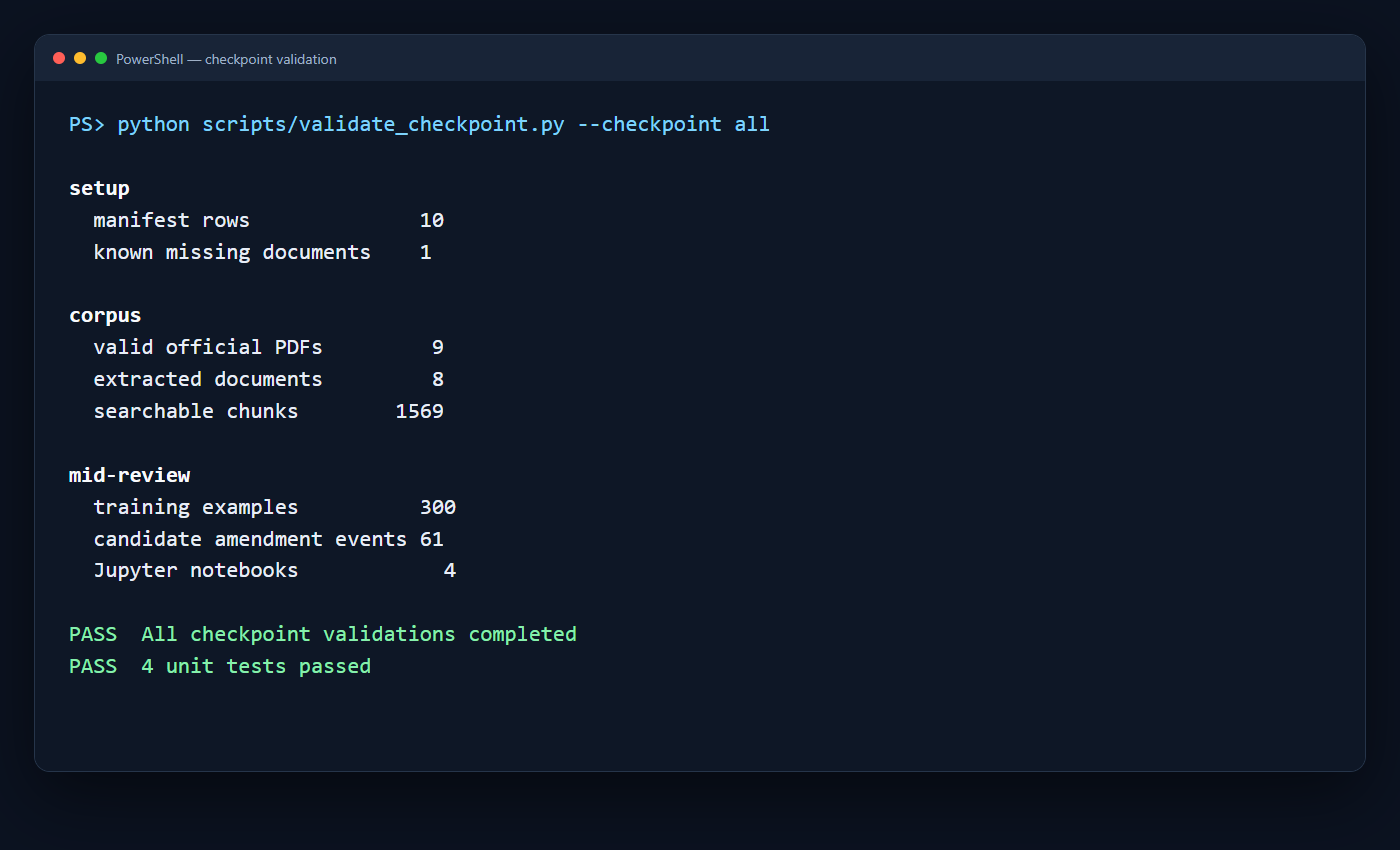 PowerShell — checkpoint validation
PS> python scripts/validate_checkpoint.py --checkpoint all
setup
manifest rows 10
known missing documents 1
corpus
valid official PDFs 9
extracted documents 8
searchable chunks 1569
mid-review
training examples 300
candidate amendment events 61
Jupyter notebooks 4
PASS All checkpoint validations completed
PASS 4 unit tests passed